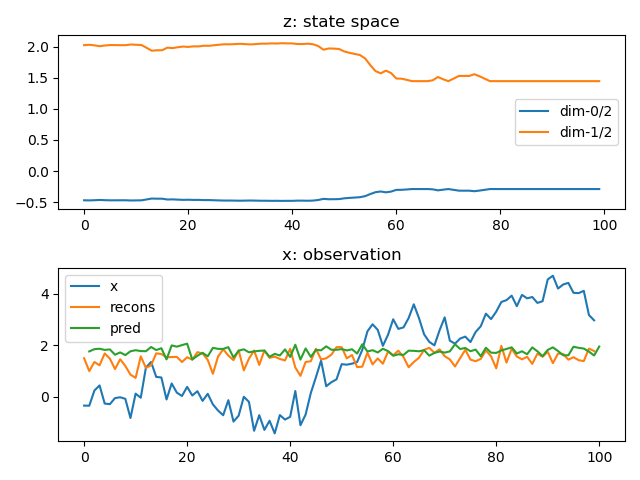 z: state space
2.0
1.5
1.0
0.5
0.0
−0.5
dim-0/2
dim-1/2
0 20 40 60 80 100
x: observation
x
recons
pred
4
2
0
0 20 40 60 80 100